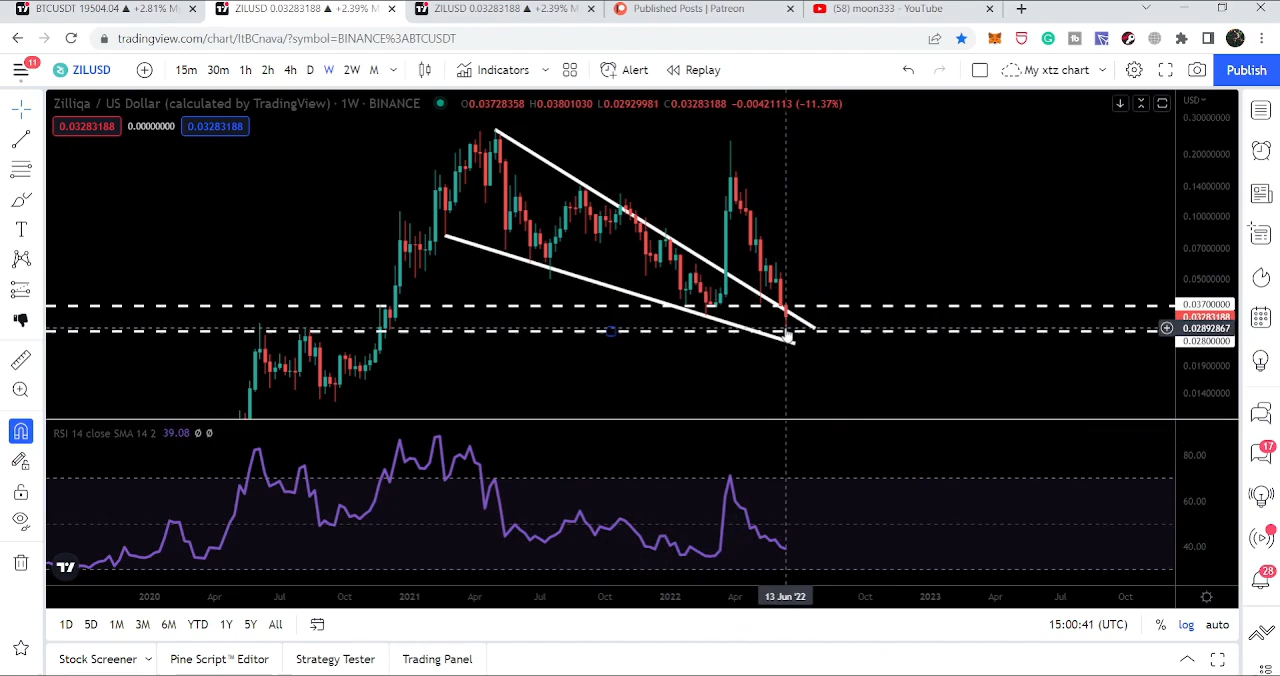 BTCUSDT 19504.04 ▲ +2.81% M
ZILUSD 0.03283188 ▲ +2.39% M
ZILUSD 0.03283188 ▲ +2.39% M
Published Posts | Patreon
(58) moon333 - YouTube
tradingview.com/chart/ItBCnava/?symbol=BINANCE%3ABTCUSDT
11
ZILUSD
15m 30m 1h 2h 4h D W 2W M
Indicators
Alert
Replay
My xtz chart
Publish
Zilliqa / US Dollar (calculated by TradingView) · 1W · BINANCE
O0.03728358 H0.03801030 L0.02929981 C0.03283188 −0.00421113 (−11.37%)
USD
0.03283188 0.00000000 0.03283188
0.30000000
0.20000000
0.14000000
0.10000000
0.07000000
0.05000000
0.03700000
0.03283188
0.02892867
0.02800000
0.01900000
0.01400000
RSI 14 close SMA 14 2 39.08 Ø Ø
80.00
60.00
40.00
17
28
2020 Apr Jul Oct 2021 Apr Jul Oct 2022 Apr 13 Jun '22 Oct 2023 Apr Jul Oct
1D 5D 1M 3M 6M YTD 1Y 5Y All
15:00:41 (UTC) % log auto
Stock Screener Pine Script™ Editor Strategy Tester Trading Panel